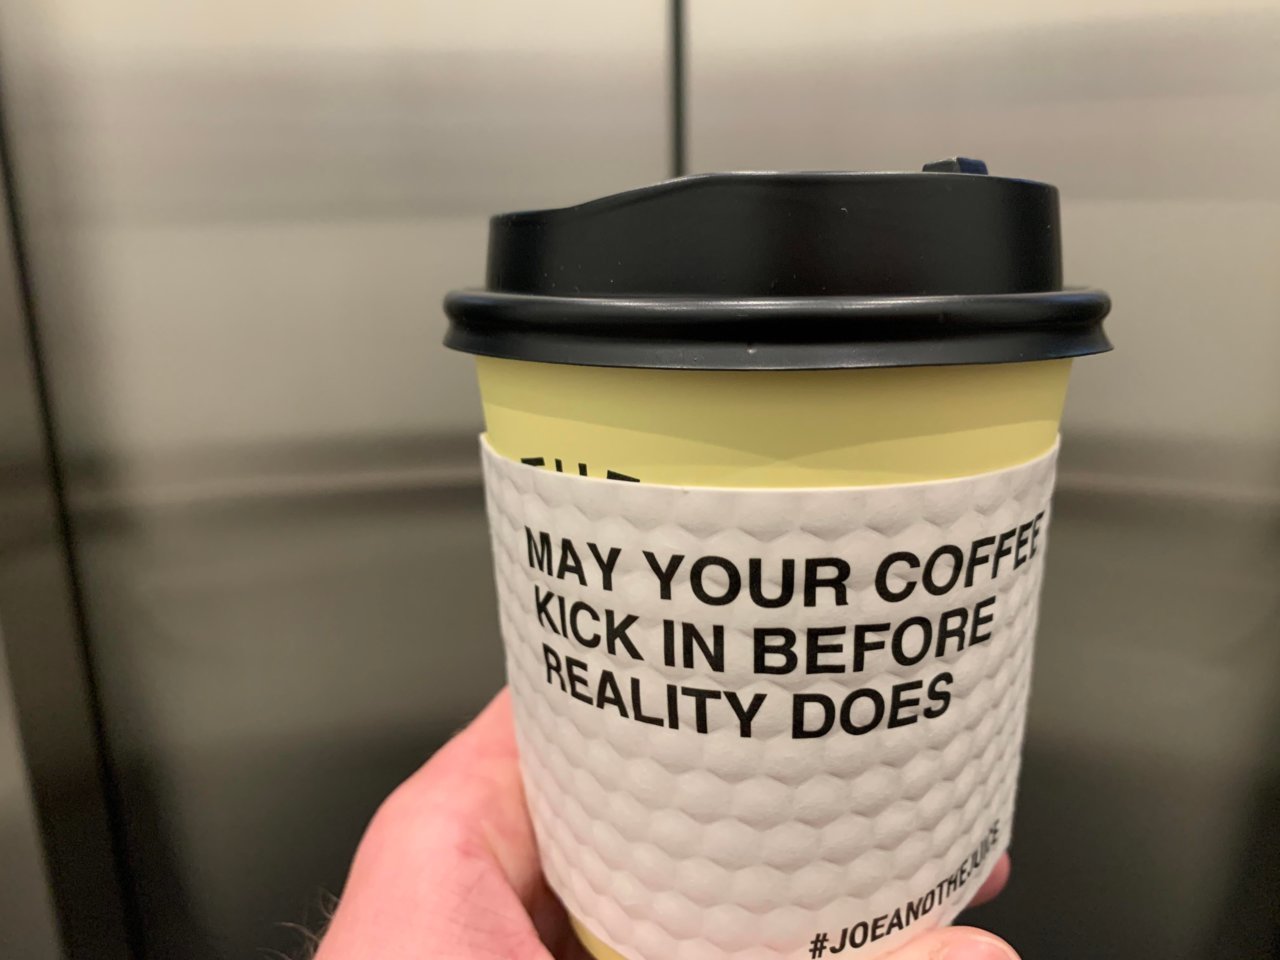 MAY YOUR COFFEE
KICK IN BEFORE
REALITY DOES
#JOEANDTHEJUICE